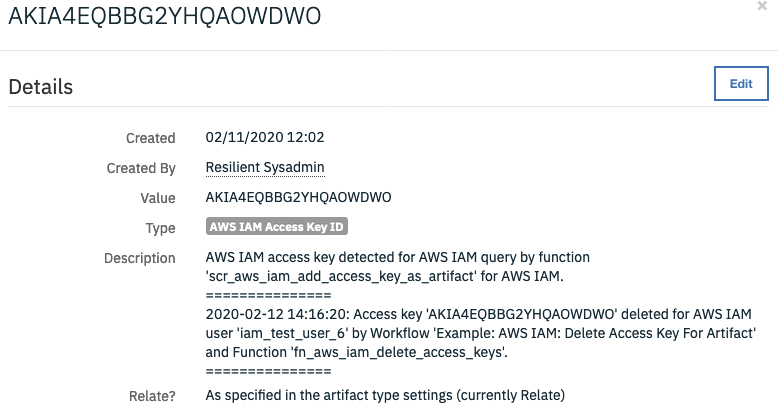 AKIA4EQBBG2YHQAOWDWO
×
Details
Edit
Created 02/11/2020 12:02
Created By Resilient Sysadmin
Value AKIA4EQBBG2YHQAOWDWO
Type AWS IAM Access Key ID
Description AWS IAM access key detected for AWS IAM query by function
'scr_aws_iam_add_access_key_as_artifact' for AWS IAM.
===============
2020-02-12 14:16:20: Access key 'AKIA4EQBBG2YHQAOWDWO' deleted for AWS IAM
user 'iam_test_user_6' by Workflow 'Example: AWS IAM: Delete Access Key For Artifact'
and Function 'fn_aws_iam_delete_access_keys'.
===============
Relate? As specified in the artifact type settings (currently Relate)